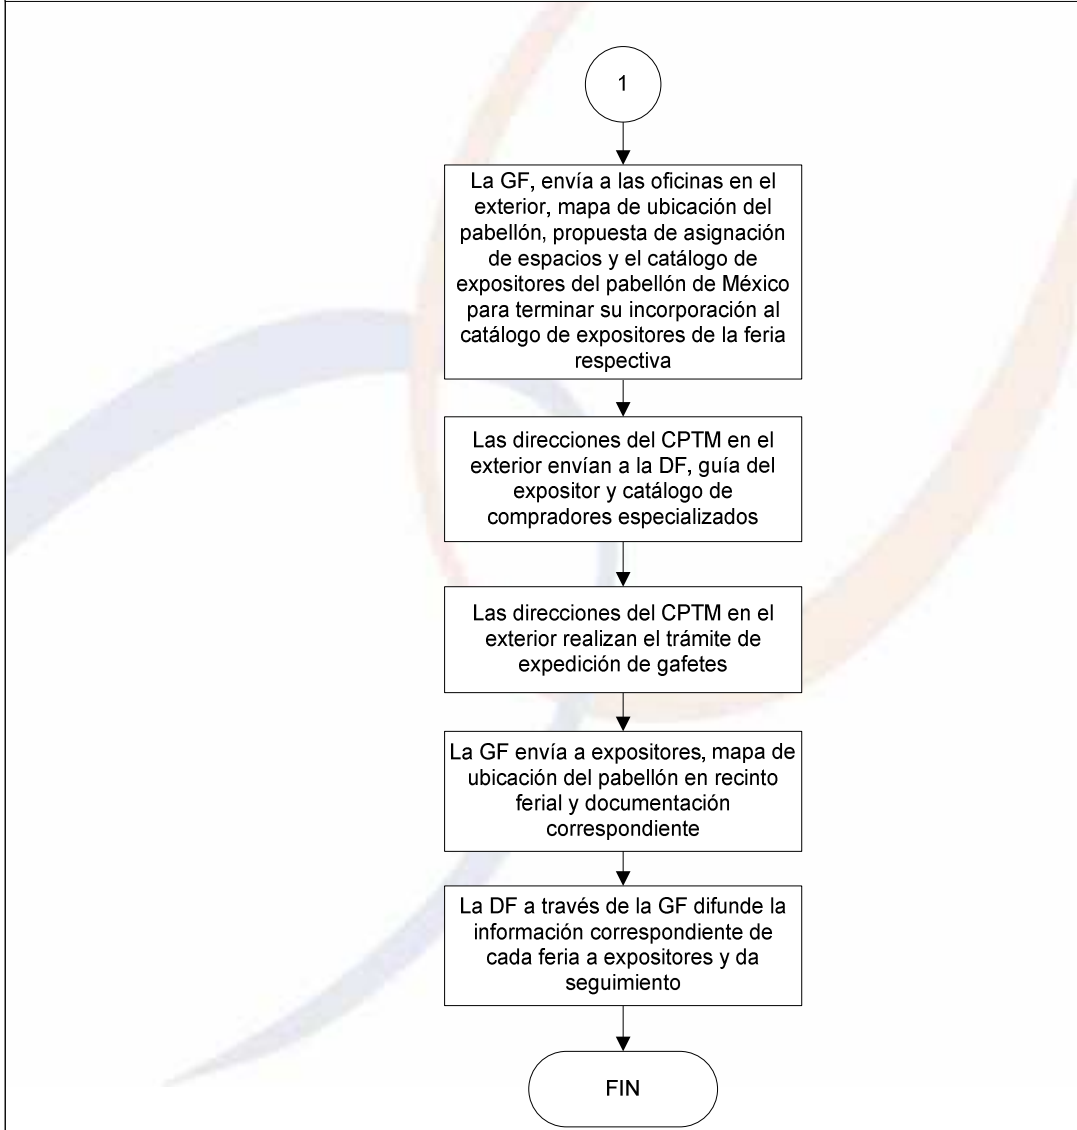 1
La GF, envía a las oficinas en el
exterior, mapa de ubicación del
pabellón, propuesta de asignación
de espacios y el catálogo de
expositores del pabellón de México
para terminar su incorporación al
catálogo de expositores de la feria
respectiva
Las direcciones del CPTM en el
exterior envían a la DF, guía del
expositor y catálogo de
compradores especializados
Las direcciones del CPTM en el
exterior realizan el trámite de
expedición de gafetes
La GF envía a expositores, mapa de
ubicación del pabellón en recinto
ferial y documentación
correspondiente
La DF a través de la GF difunde la
información correspondiente de
cada feria a expositores y da
seguimiento
FIN